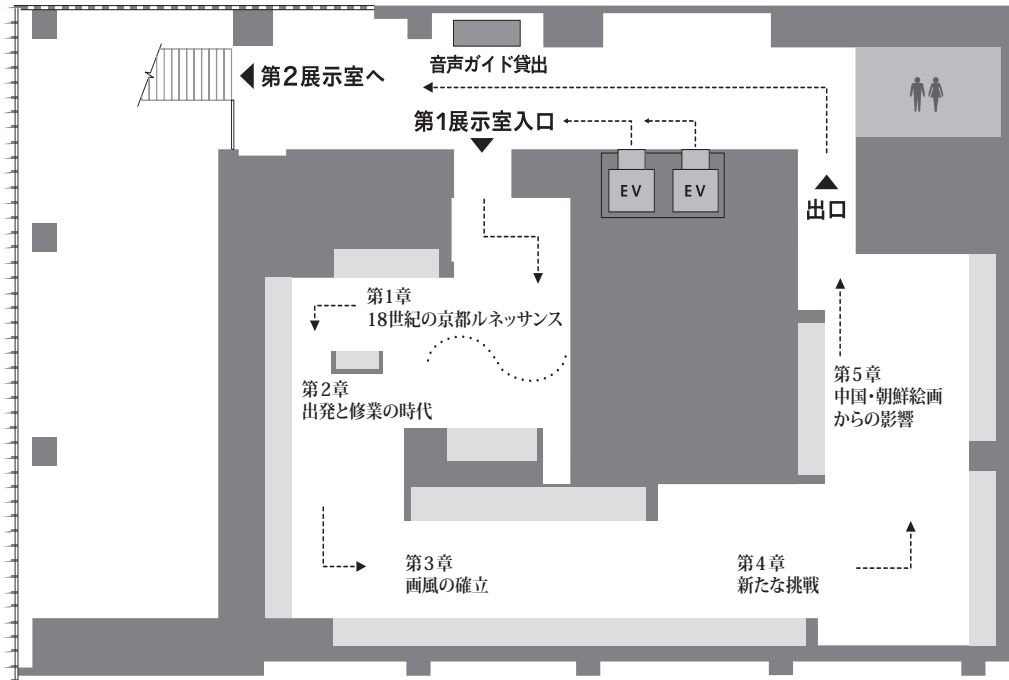 音声ガイド貸出
第2展示室へ
第1展示室入口
EV
EV
出口
第1章
18世紀の京都ルネッサンス
第2章
出発と修業の時代
第3章
画風の確立
第4章
新たな挑戦
第5章
中国・朝鮮絵画
からの影響